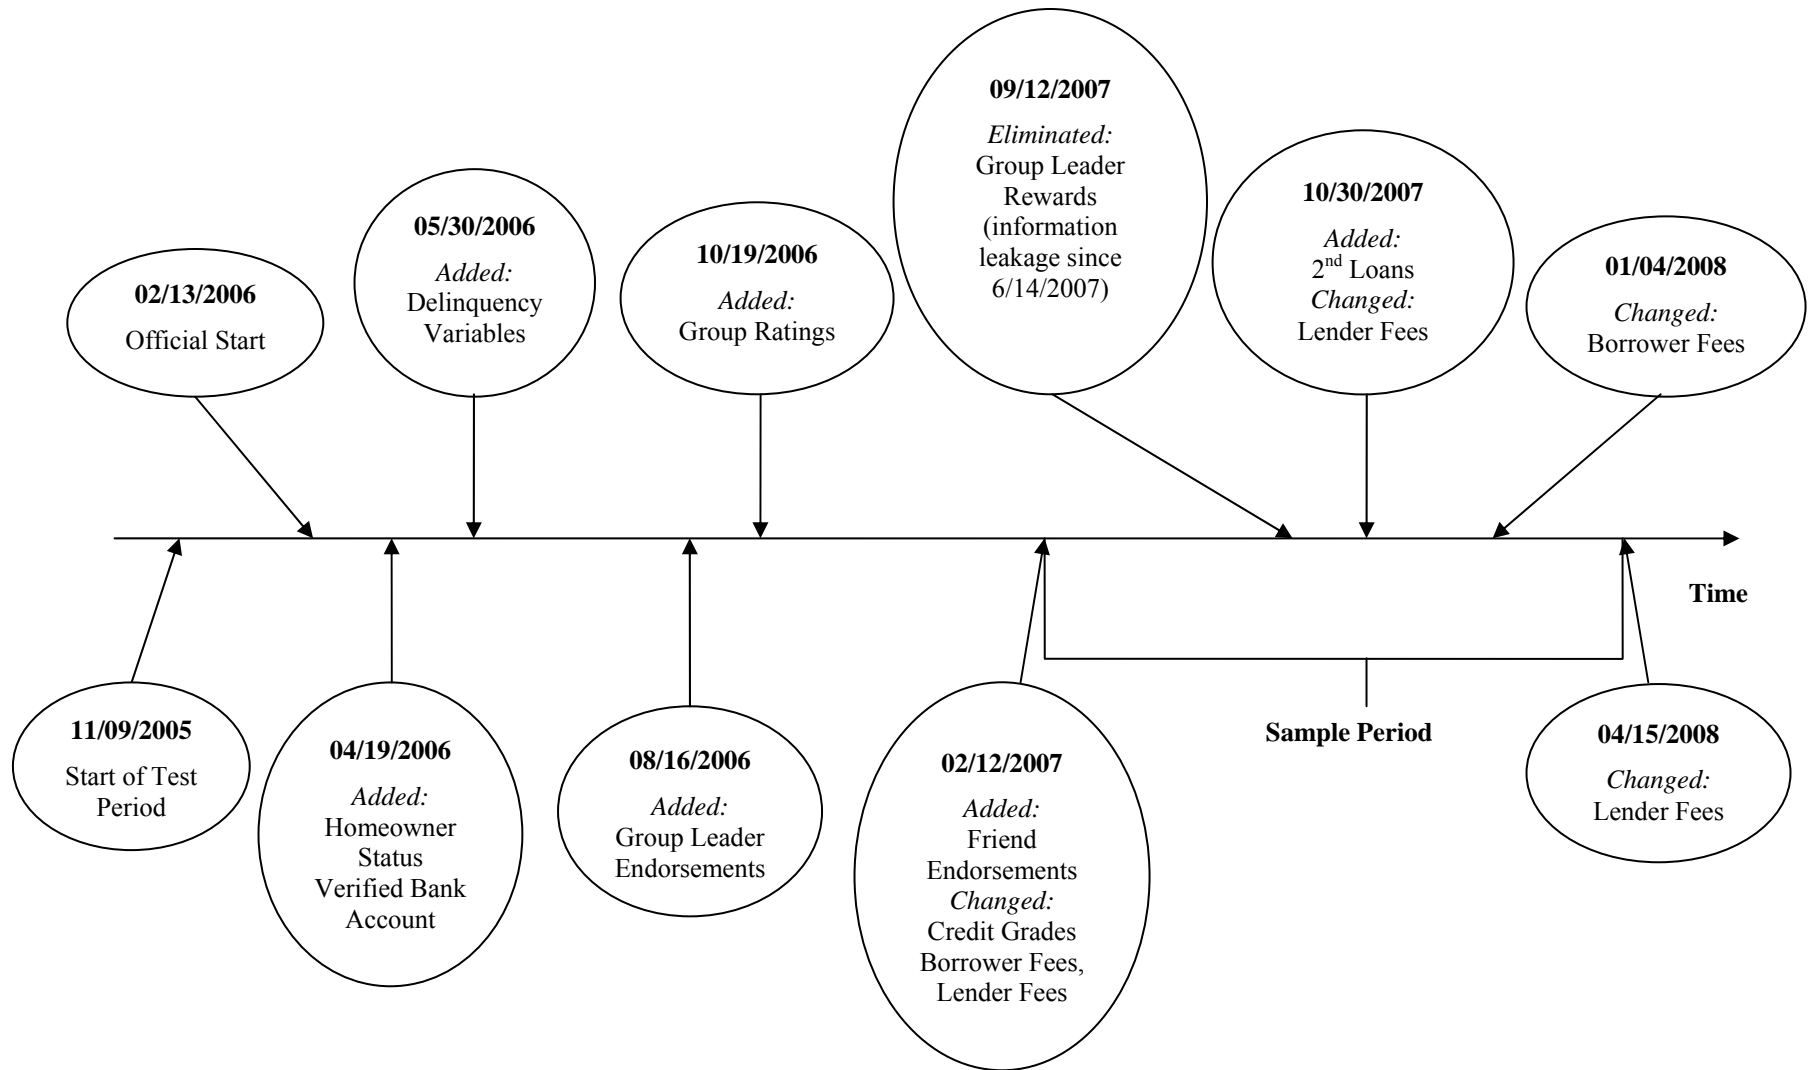 02/13/2006
Official Start
05/30/2006
Added:
Delinquency
Variables
10/19/2006
Added:
Group Ratings
09/12/2007
Eliminated:
Group Leader
Rewards
(information
leakage since
6/14/2007)
10/30/2007
Added:
2nd Loans
Changed:
Lender Fees
01/04/2008
Changed:
Borrower Fees
Time
11/09/2005
Start of Test
Period
04/19/2006
Added:
Homeowner
Status
Verified Bank
Account
08/16/2006
Added:
Group Leader
Endorsements
02/12/2007
Added:
Friend
Endorsements
Changed:
Credit Grades
Borrower Fees,
Lender Fees
Sample Period
04/15/2008
Changed:
Lender Fees